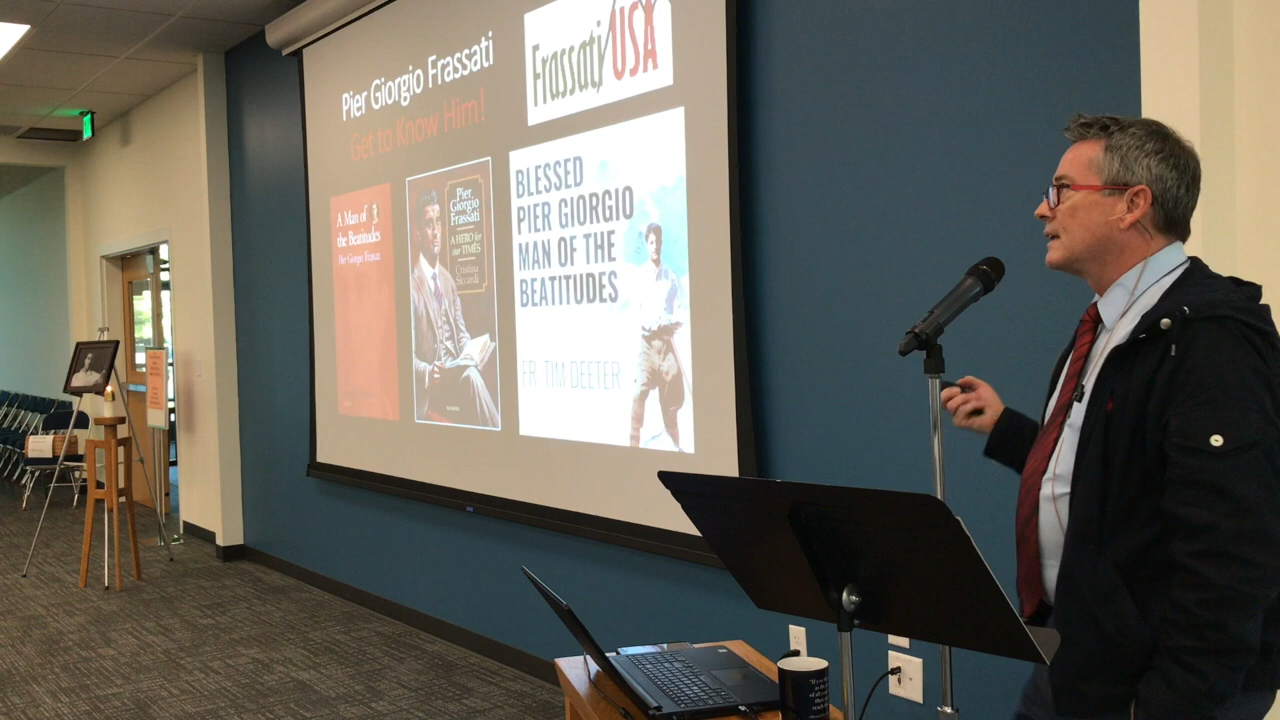 Pier Giorgio Frassati
Get to Know Him!
Frassati/USA
A Man of
the Beatitudes
Pier Giorgio Frassati
Pier
Giorgio
Frassati
A HERO for
our TIMES
Cristina
Siccardi
BLESSED
PIER GIORGIO
MAN OF THE
BEATITUDES
FR. TIM DEETER